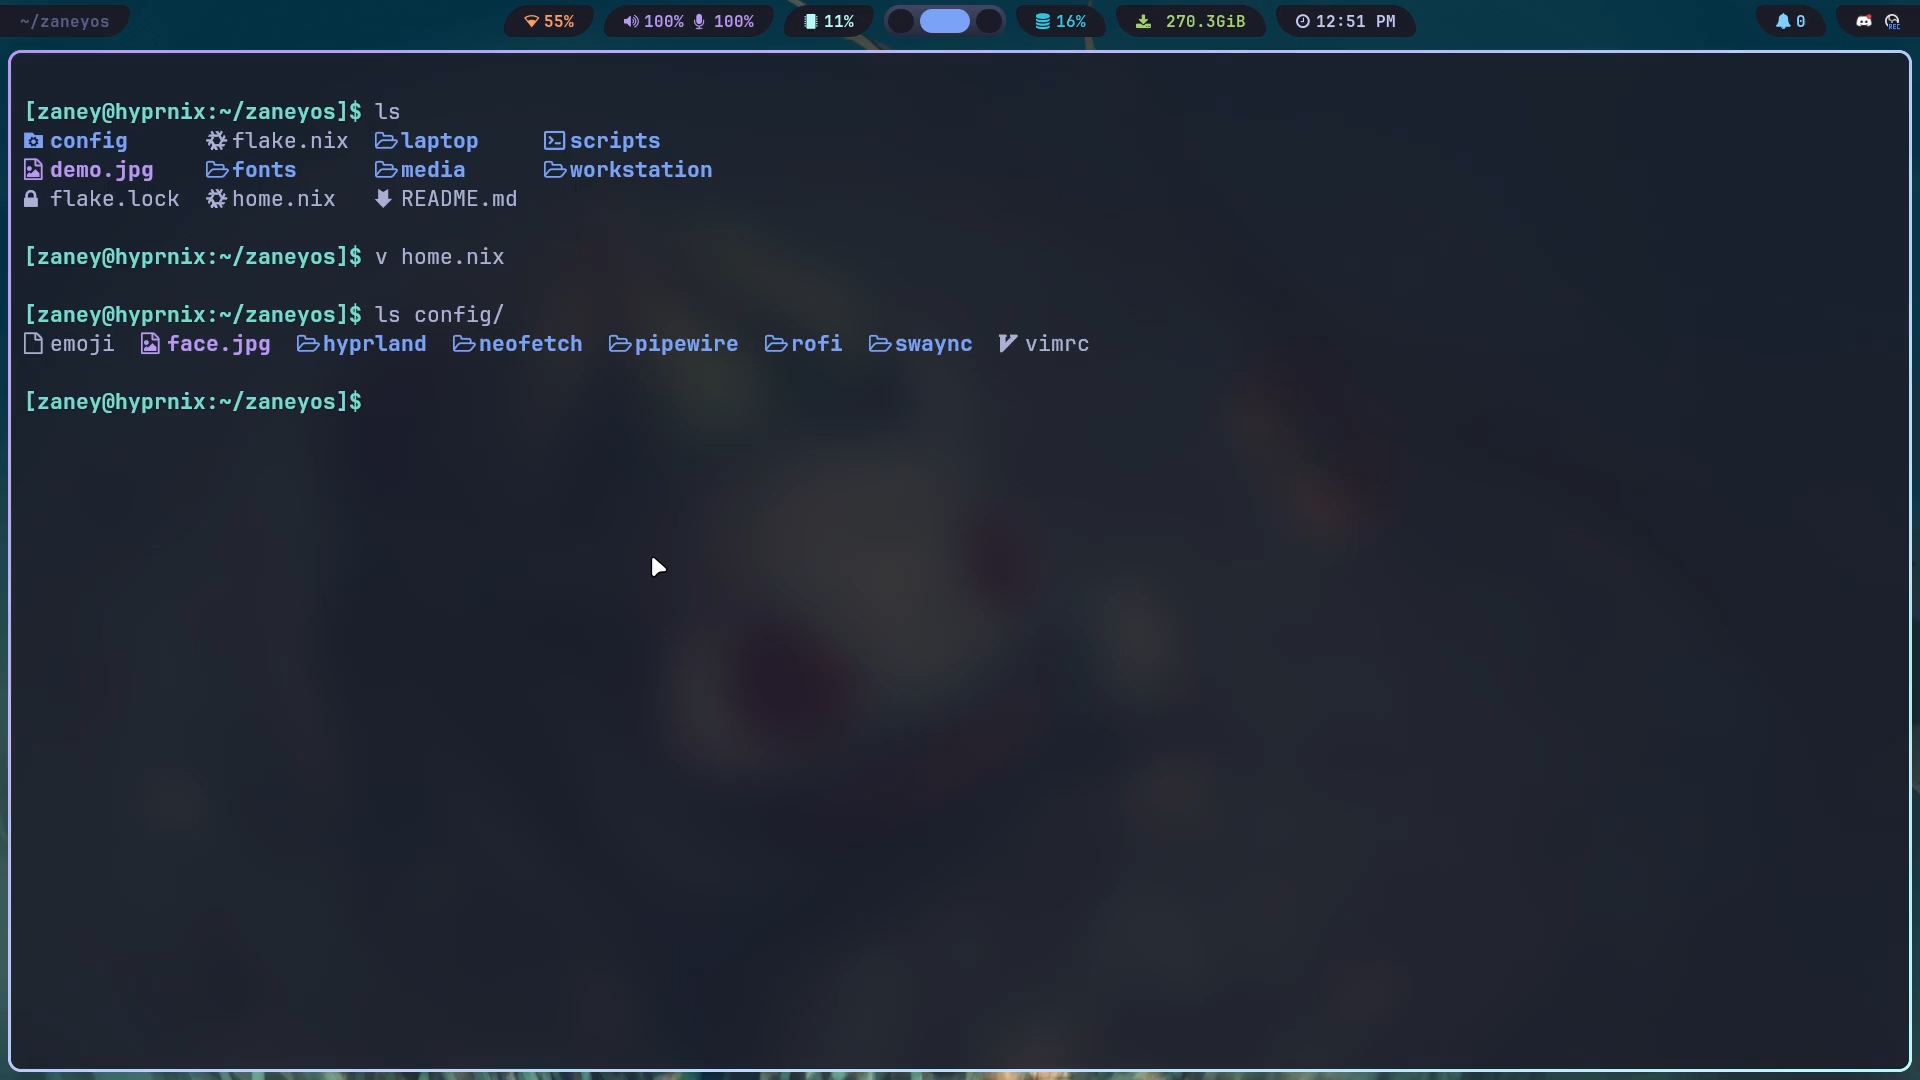 ~/zaneyos 55% 100% 100% 11% 16% 270.3GiB 12:51 PM 0 REC
[zaney@hyprnix:~/zaneyos]$ ls
config flake.nix laptop scripts
demo.jpg fonts media workstation
flake.lock home.nix README.md
[zaney@hyprnix:~/zaneyos]$ v home.nix
[zaney@hyprnix:~/zaneyos]$ ls config/
emoji face.jpg hyprland neofetch pipewire rofi swaync vimrc
[zaney@hyprnix:~/zaneyos]$